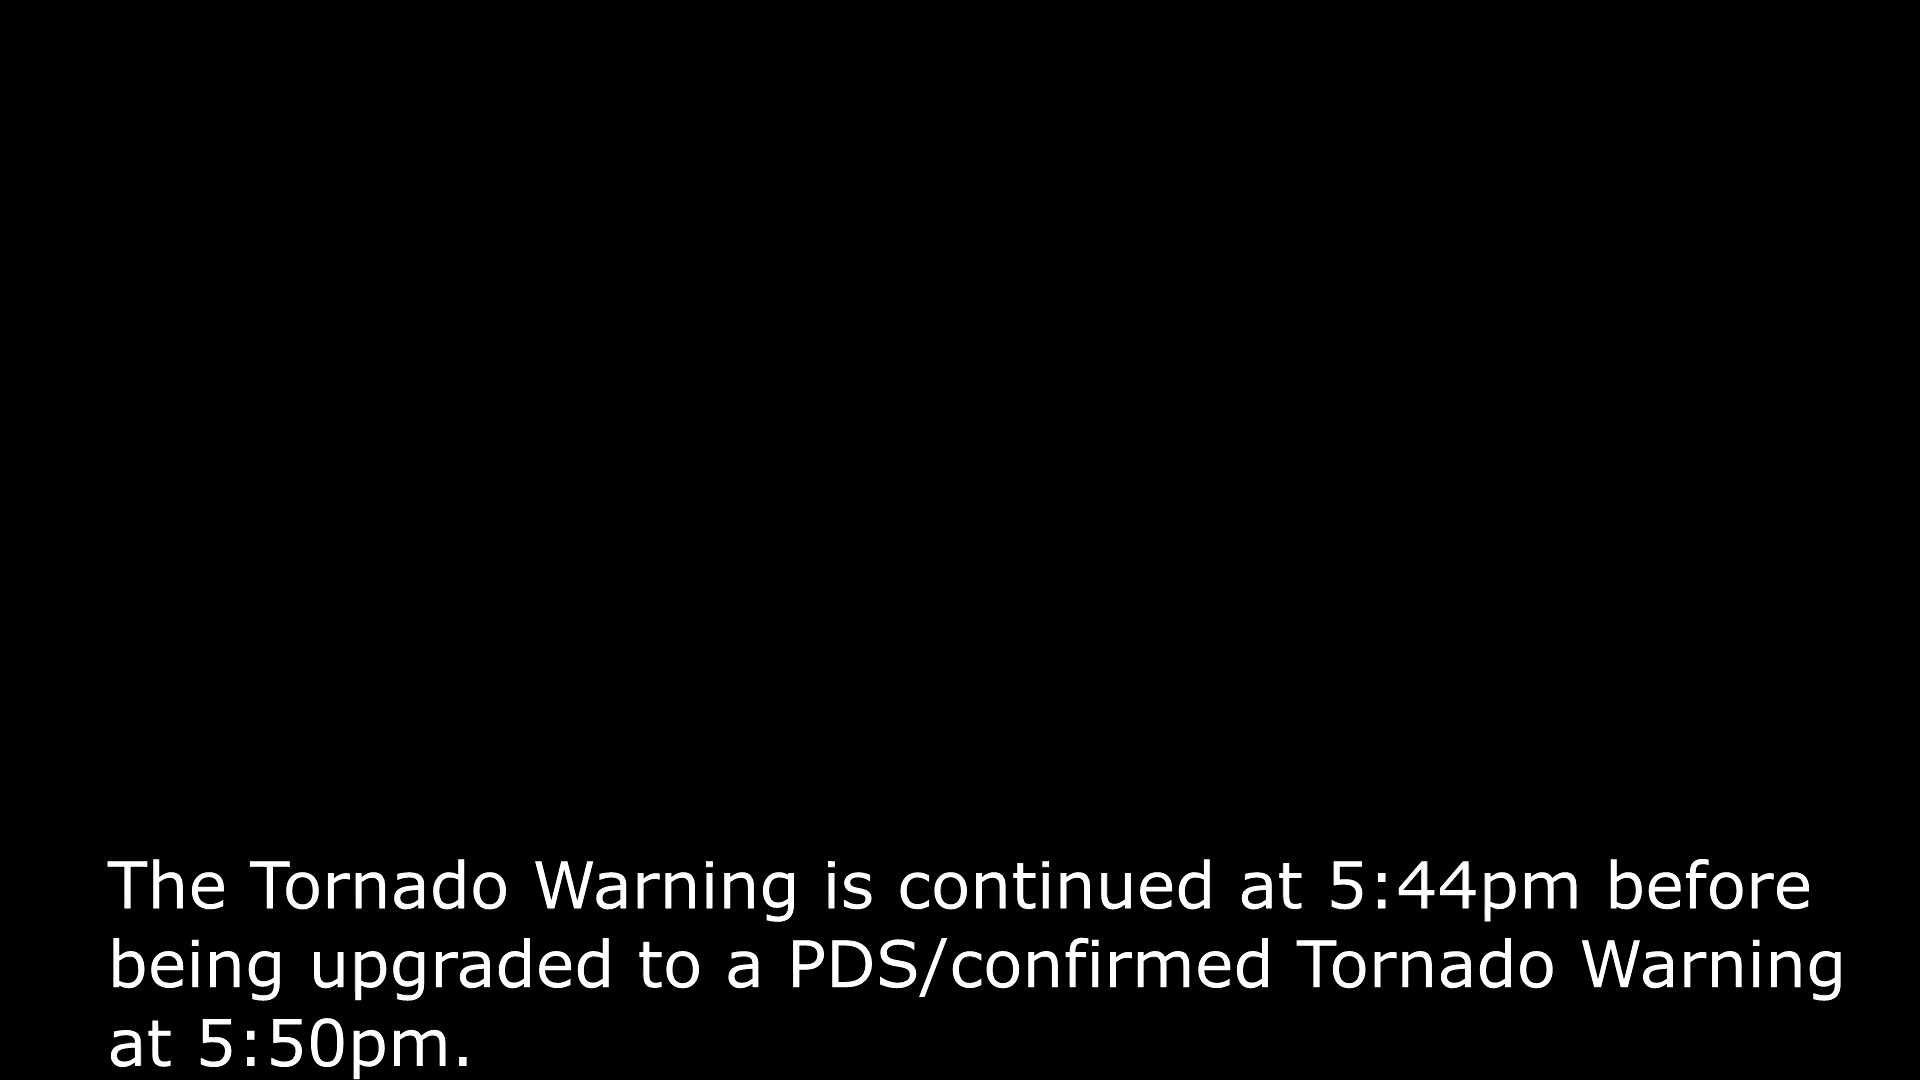 The Tornado Warning is continued at 5:44pm before
being upgraded to a PDS/confirmed Tornado Warning
at 5:50pm.